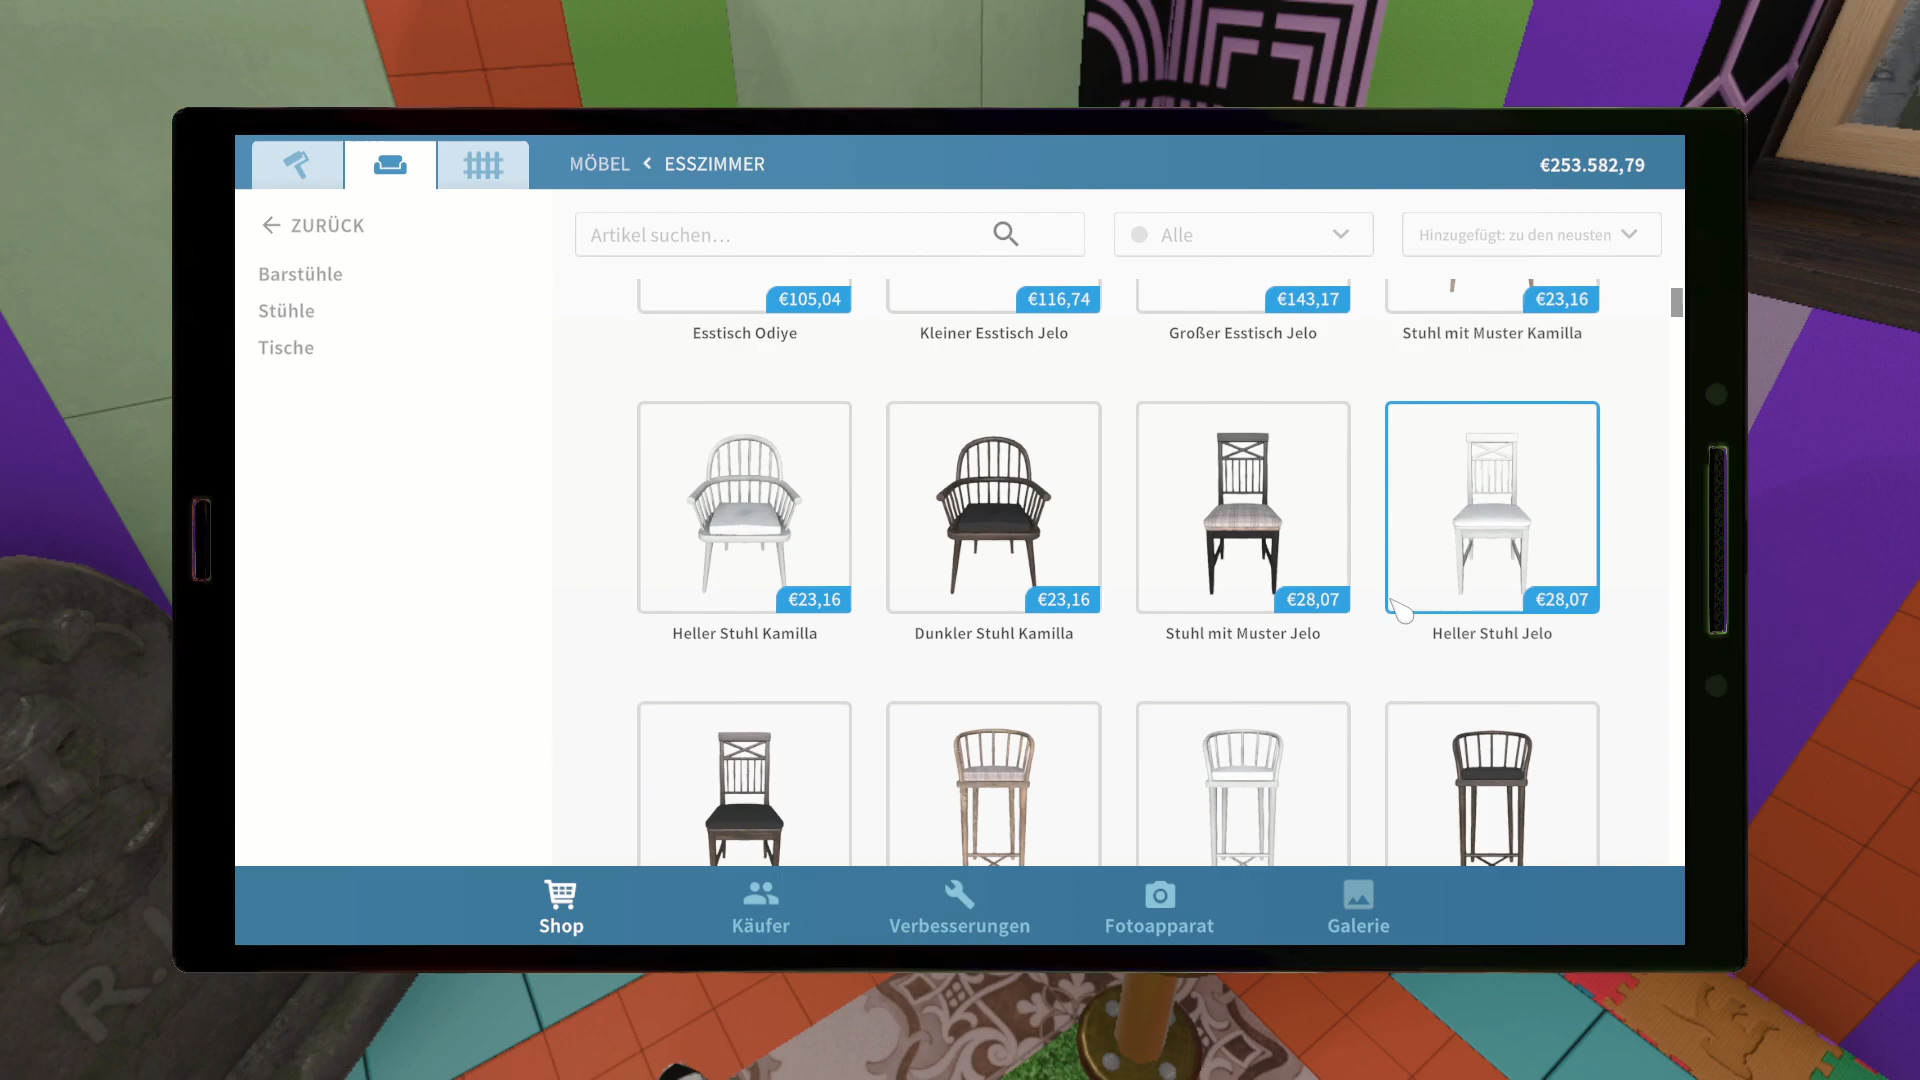 MÖBEL < ESSZIMMER
€253.582,79
ZURÜCK
Artikel suchen...
Alle
Hinzugefügt: zu den neusten
Barstühle
Stühle
Tische
€105,04
€116,74
€143,17
€23,16
Esstisch Odiye
Kleiner Esstisch Jelo
Großer Esstisch Jelo
Stuhl mit Muster Kamilla
€23,16
€23,16
€28,07
€28,07
Heller Stuhl Kamilla
Dunkler Stuhl Kamilla
Stuhl mit Muster Jelo
Heller Stuhl Jelo
Shop
Käufer
Verbesserungen
Fotoapparat
Galerie